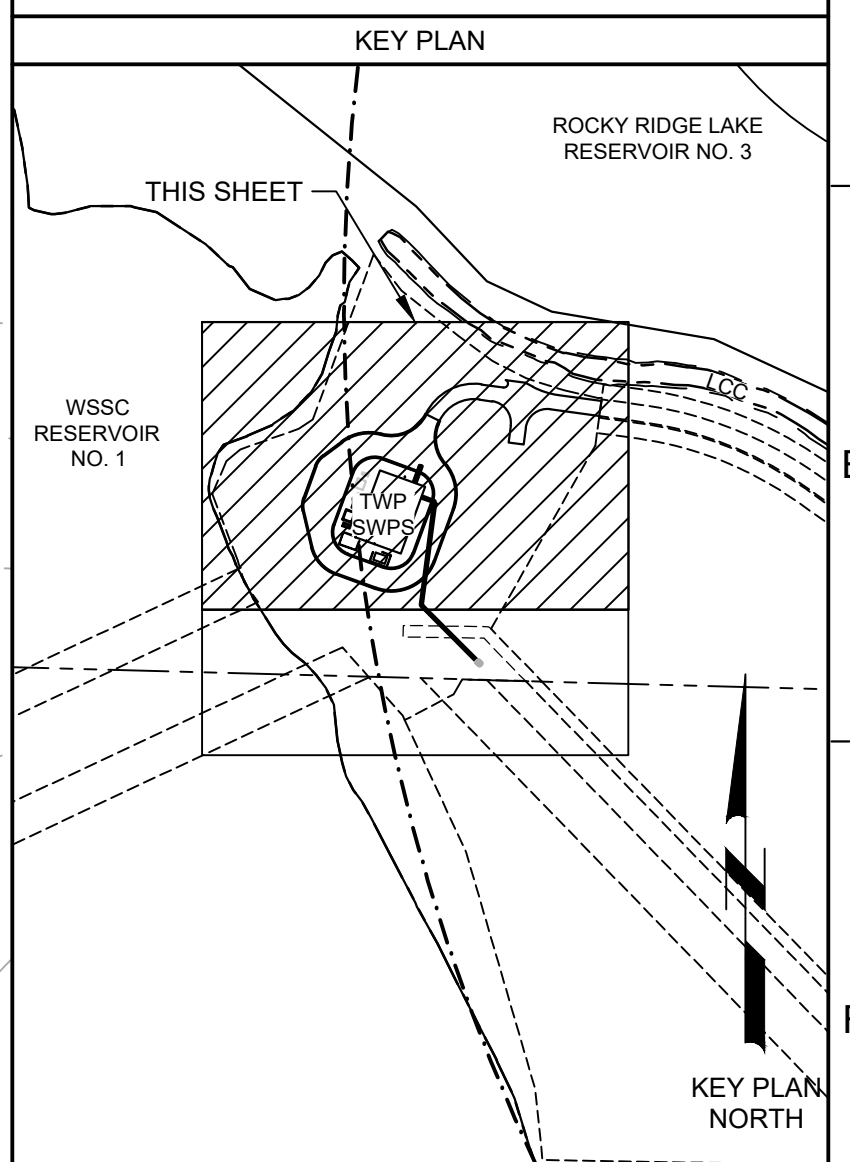 KEY PLAN
ROCKY RIDGE LAKE
RESERVOIR NO. 3
THIS SHEET
LCC
WSSC
RESERVOIR
NO. 1
TWP
SWPS
KEY PLAN
NORTH